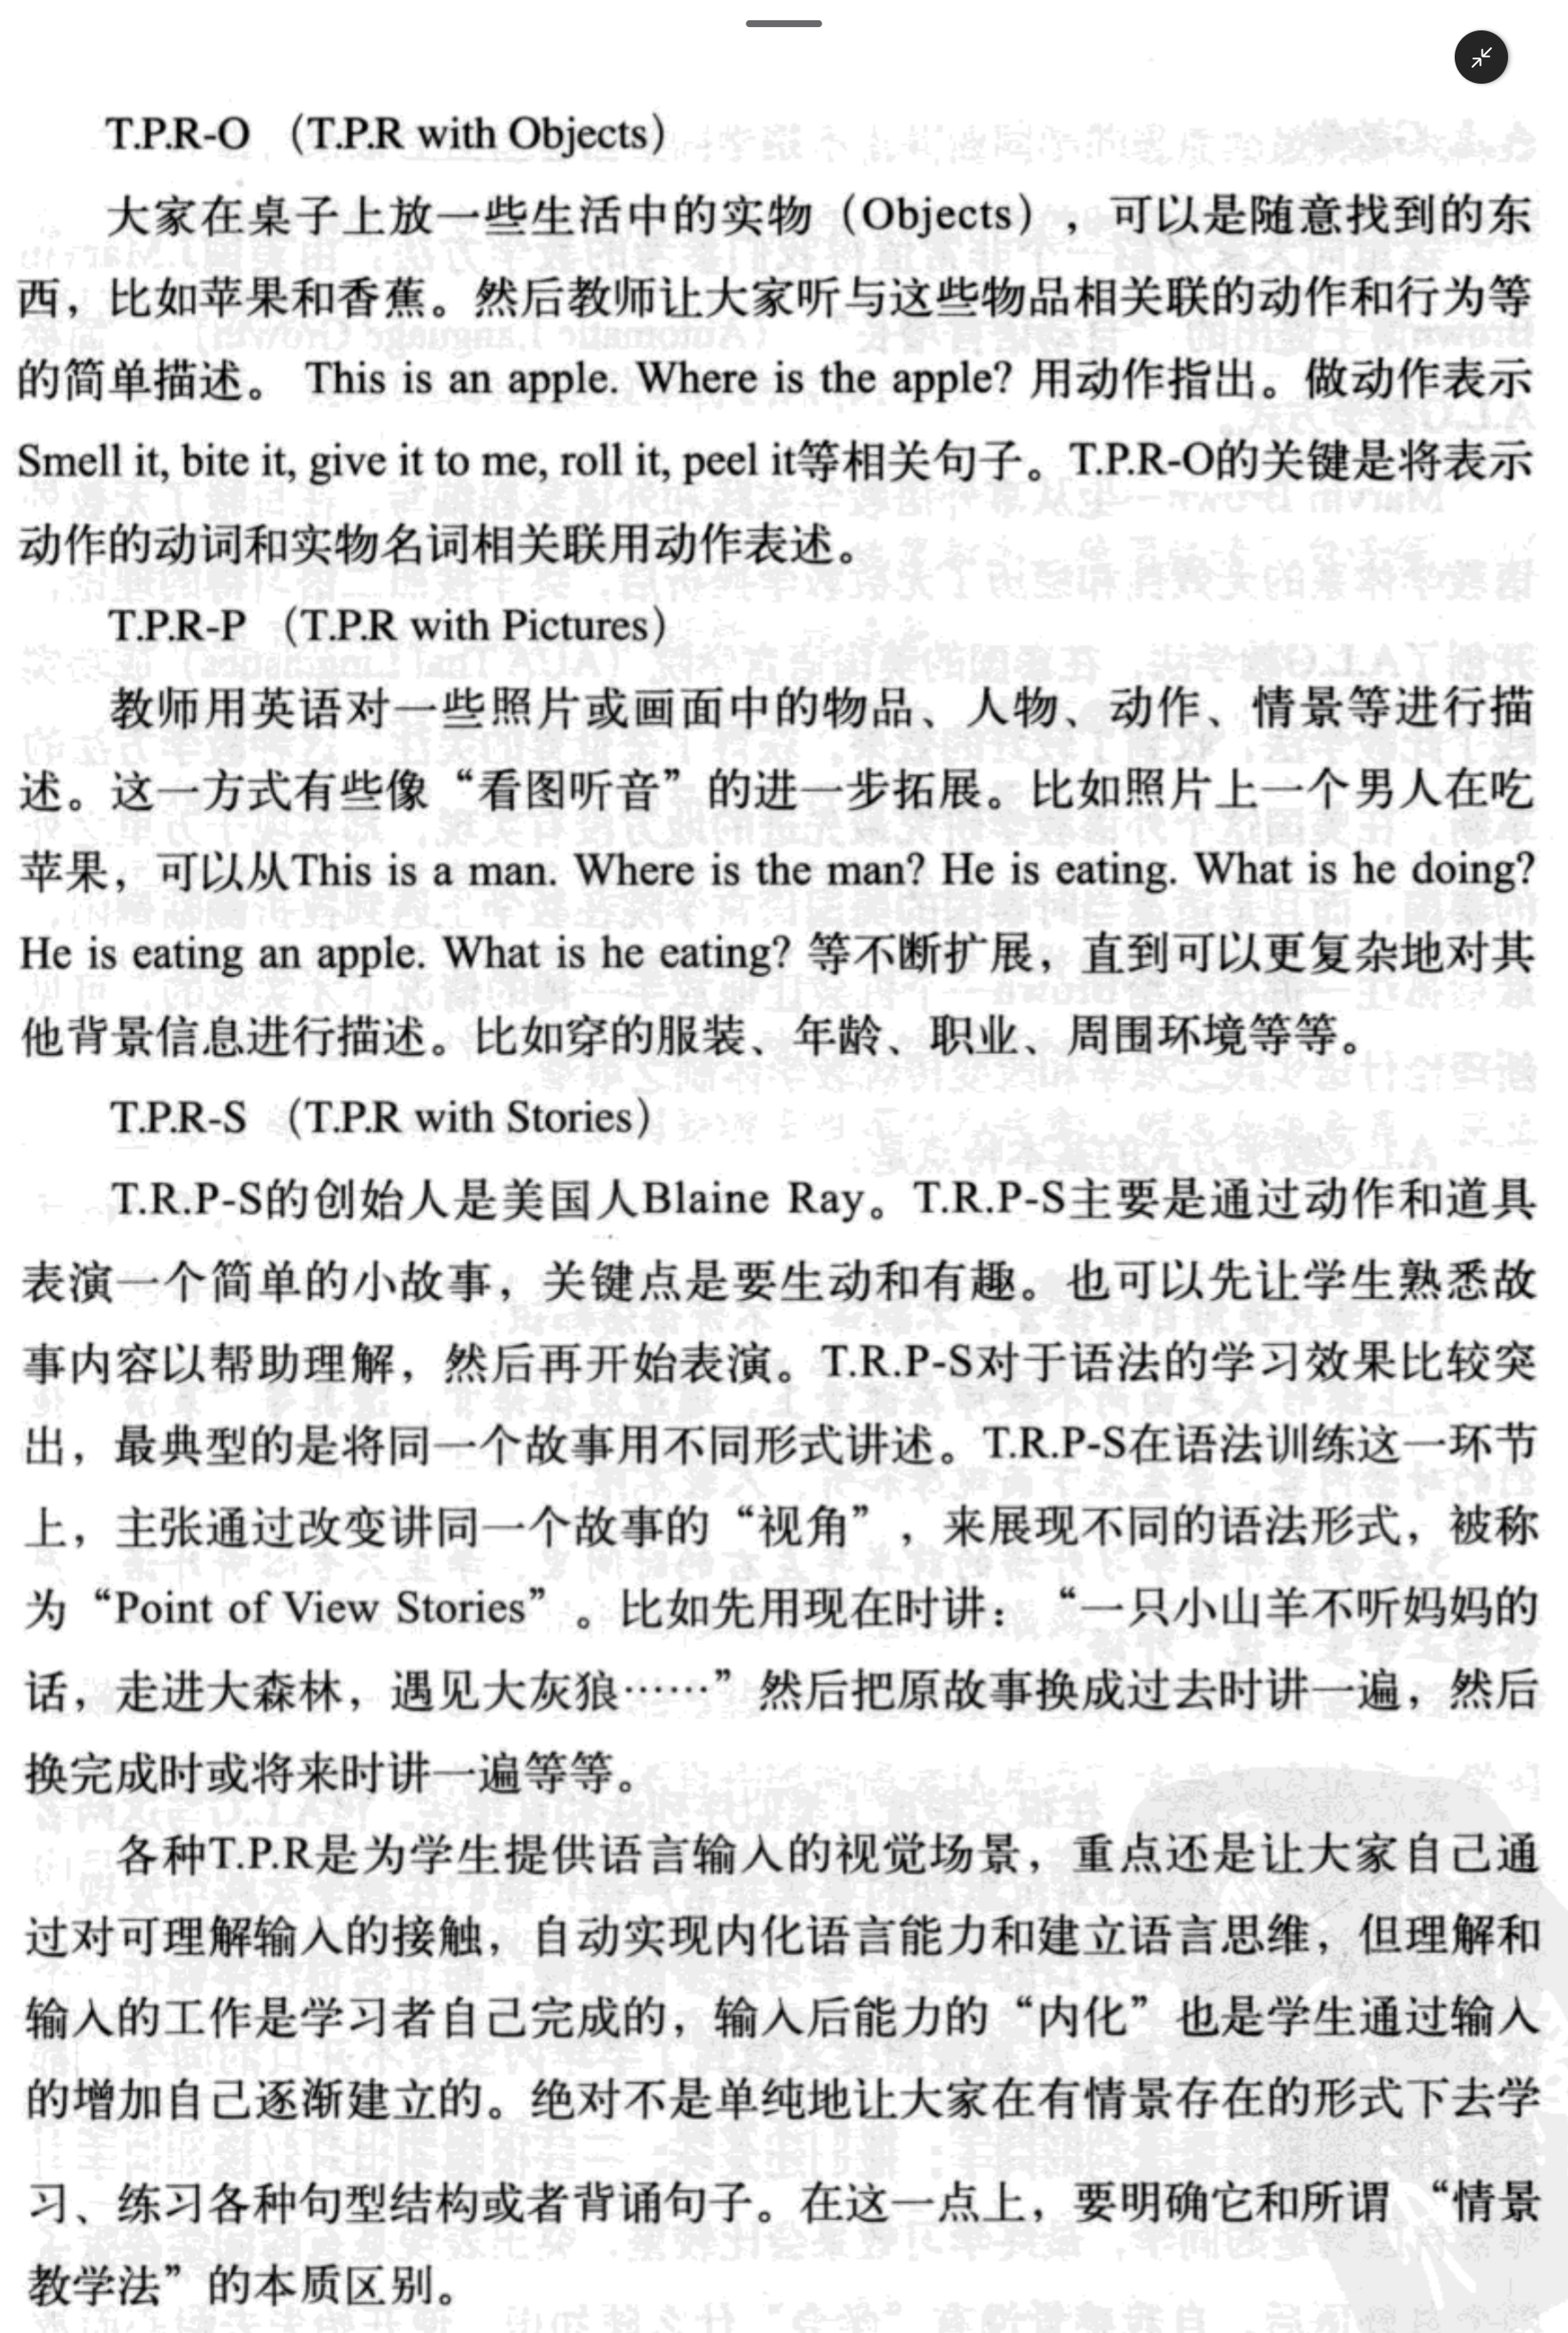 T.P.R-O （T.P.R with Objects）
大家在桌子上放一些生活中的实物（Objects），可以是随意找到的东
西，比如苹果和香蕉。然后教师让大家听与这些物品相关联的动作和行为等
的简单描述。 This is an apple. Where is the apple? 用动作指出。做动作表示
Smell it, bite it, give it to me, roll it, peel it等相关句子。T.P.R-O的关键是将表示
动作的动词和实物名词相关联用动作表述。
T.P.R-P （T.P.R with Pictures）
教师用英语对一些照片或画面中的物品、人物、动作、情景等进行描
述。这一方式有些像“看图听音”的进一步拓展。比如照片上一个男人在吃
苹果，可以从This is a man. Where is the man? He is eating. What is he doing?
He is eating an apple. What is he eating? 等不断扩展，直到可以更复杂地对其
他背景信息进行描述。比如穿的服装、年龄、职业、周围环境等等。
T.P.R-S （T.P.R with Stories）
T.R.P-S的创始人是美国人Blaine Ray。T.R.P-S主要是通过动作和道具
表演一个简单的小故事，关键点是要生动和有趣。也可以先让学生熟悉故
事内容以帮助理解，然后再开始表演。T.R.P-S对于语法的学习效果比较突
出，最典型的是将同一个故事用不同形式讲述。T.R.P-S在语法训练这一环节
上，主张通过改变讲同一个故事的“视角”，来展现不同的语法形式，被称
为“Point of View Stories”。比如先用现在时讲：“一只小山羊不听妈妈的
话，走进大森林，遇见大灰狼……”然后把原故事换成过去时讲一遍，然后
换完成时或将来时讲一遍等等。
各种T.P.R是为学生提供语言输入的视觉场景，重点还是让大家自己通
过对可理解输入的接触，自动实现内化语言能力和建立语言思维，但理解和
输入的工作是学习者自己完成的，输入后能力的“内化”也是学生通过输入
的增加自己逐渐建立的。绝对不是单纯地让大家在有情景存在的形式下去学
习、练习各种句型结构或者背诵句子。在这一点上，要明确它和所谓“情景
教学法”的本质区别。